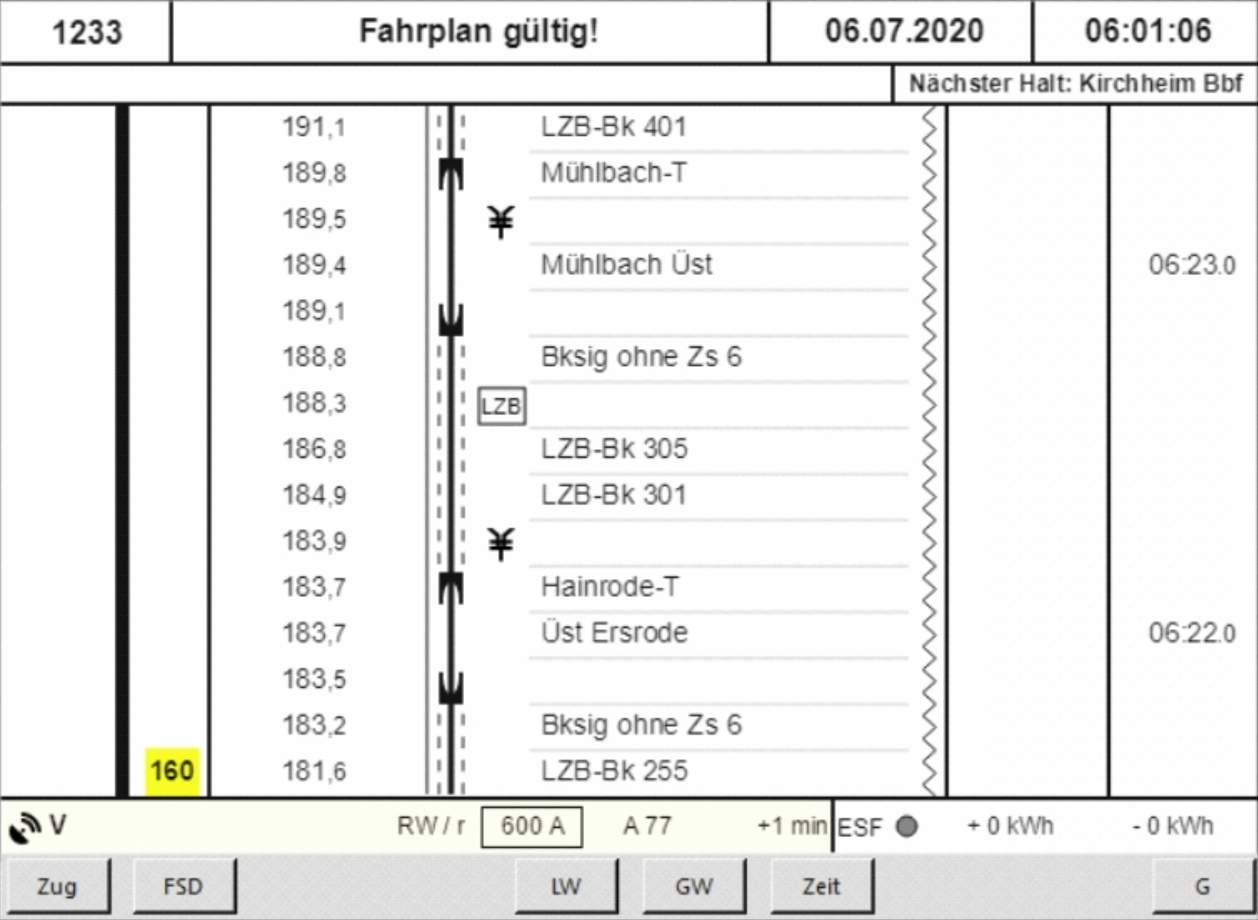 1233 Fahrplan gültig! 06.07.2020 06:01:06
Nächster Halt: Kirchheim Bbf
191,1 LZB-Bk 401
189,8 Mühlbach-T
189,5 ¥
189,4 Mühlbach Üst 06:23.0
189,1
188,8 Bksig ohne Zs 6
188,3 LZB
186,8 LZB-Bk 305
184,9 LZB-Bk 301
183,9 ¥
183,7 Hainrode-T
183,7 Üst Ersrode 06:22.0
183,5
183,2 Bksig ohne Zs 6
160 181,6 LZB-Bk 255
V RW / r 600 A A 77 +1 min ESF + 0 kWh - 0 kWh
Zug FSD LW GW Zeit G